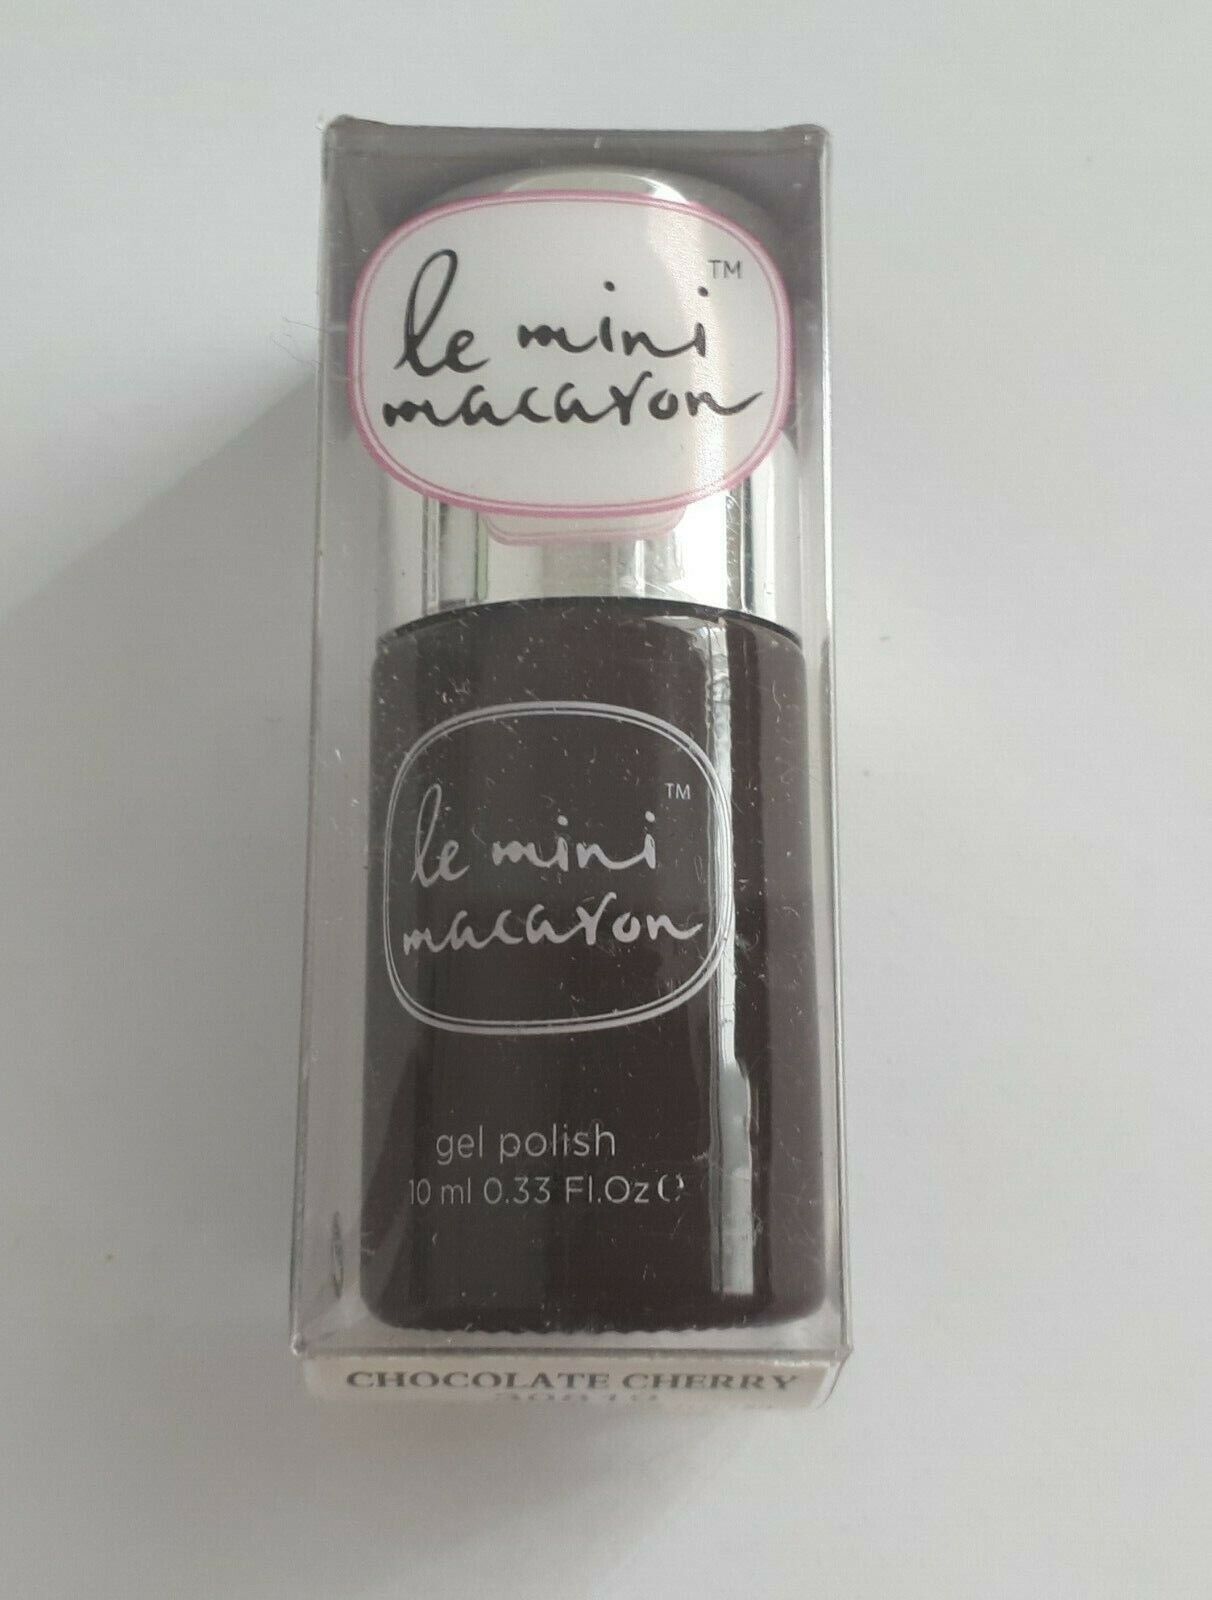 le mini TM
macaron
le mini TM
macaron
gel polish
10 ml 0.33 Fl.Oz ℮
CHOCOLATE CHERRY